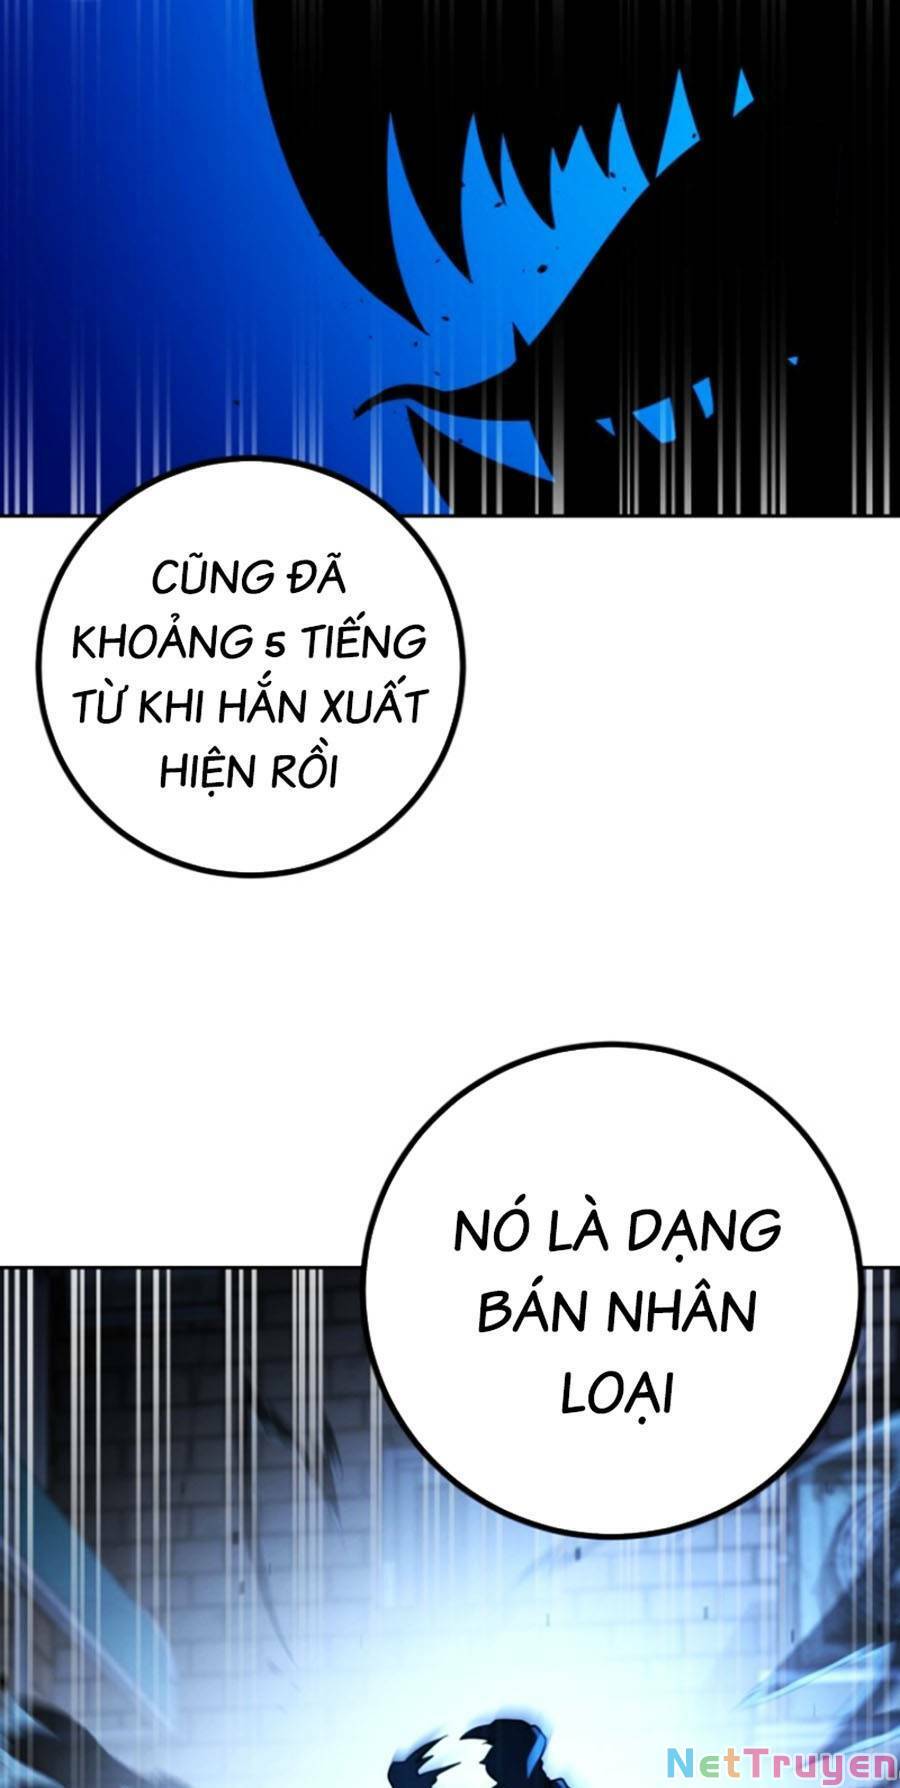 CŨNG ĐÃ
KHOẢNG 5 TIẾNG
TỪ KHI HẮN XUẤT
HIỆN RỒI
NÓ LÀ DẠNG
BÁN NHÂN
LOẠI
NetTruyen